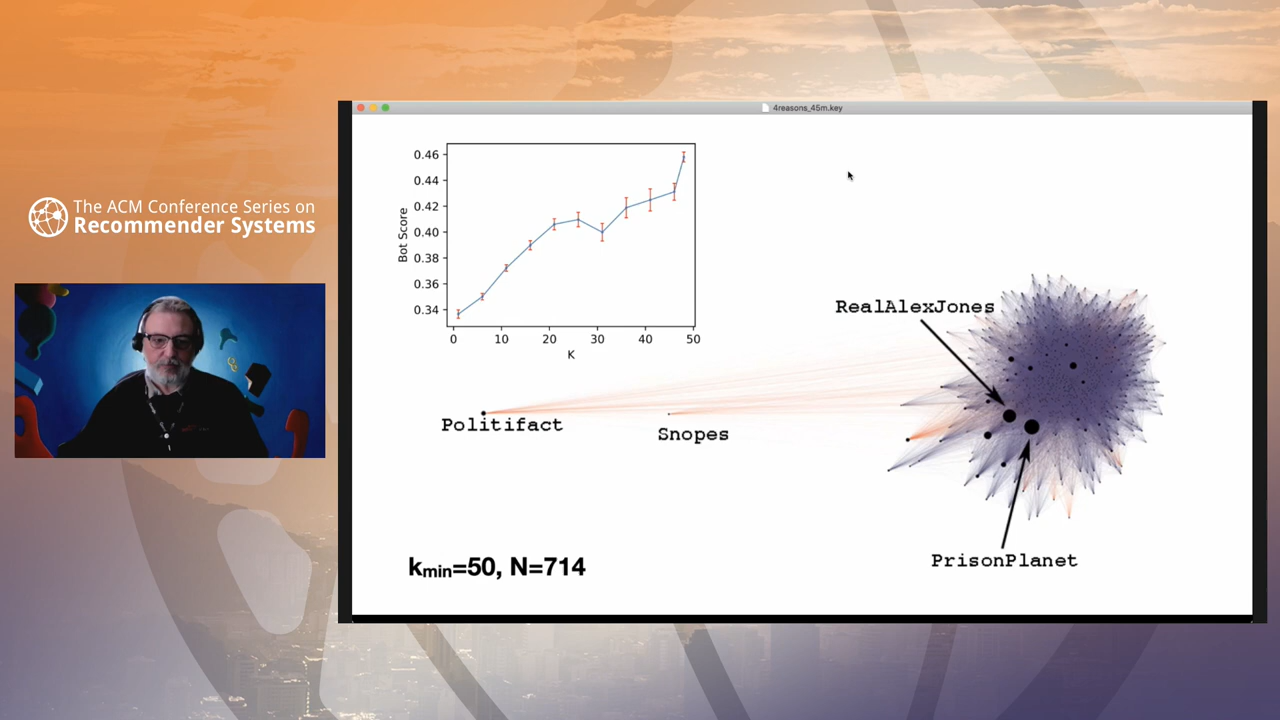 The ACM Conference Series on
Recommender Systems
4reasons_45m.key
0.46
0.44
0.42
0.40
0.38
0.36
0.34
Bot Score
0 10 20 30 40 50
K
RealAlexJones
Politifact
Snopes
PrisonPlanet
kmin=50, N=714